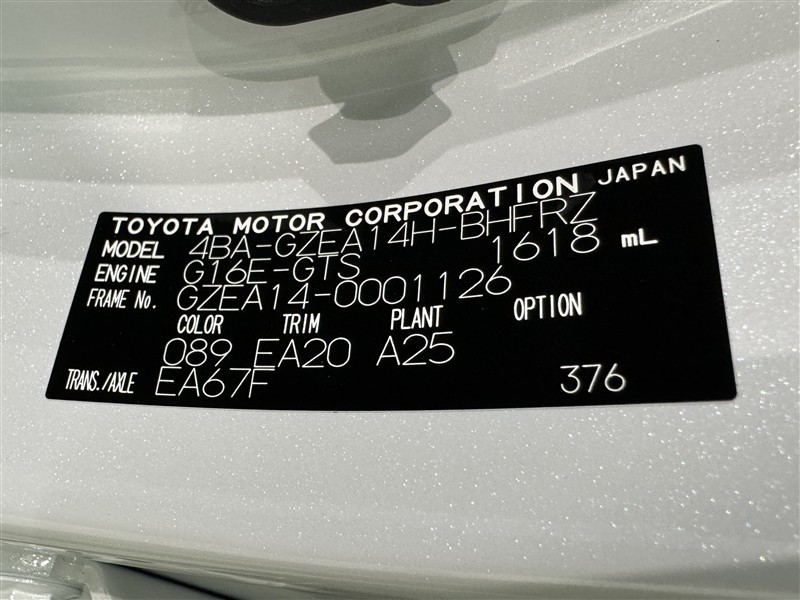 TOYOTA MOTOR CORPORATION JAPAN
MODEL 4BA-GZEA14H-BHFRZ
ENGINE G16E-GTS 1618 mL
FRAME No. GZEA14-0001126
COLOR TRIM PLANT OPTION
089 EA20 A25
TRANS./AXLE EA67F 376